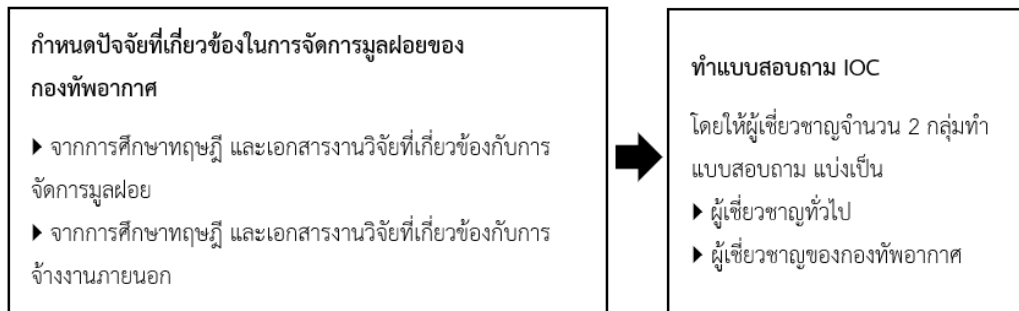 กำหนดปัจจัยที่เกี่ยวข้องในการจัดการมูลฝอยของ
กองทัพอากาศ
▶ จากการศึกษาทฤษฎี และเอกสารงานวิจัยที่เกี่ยวข้องกับการ
จัดการมูลฝอย
▶ จากการศึกษาทฤษฎี และเอกสารงานวิจัยที่เกี่ยวข้องกับการ
จ้างงานภายนอก
ทำแบบสอบถาม IOC
โดยให้ผู้เชี่ยวชาญจำนวน 2 กลุ่มทำ
แบบสอบถาม แบ่งเป็น
▶ ผู้เชี่ยวชาญทั่วไป
▶ ผู้เชี่ยวชาญของกองทัพอากาศ